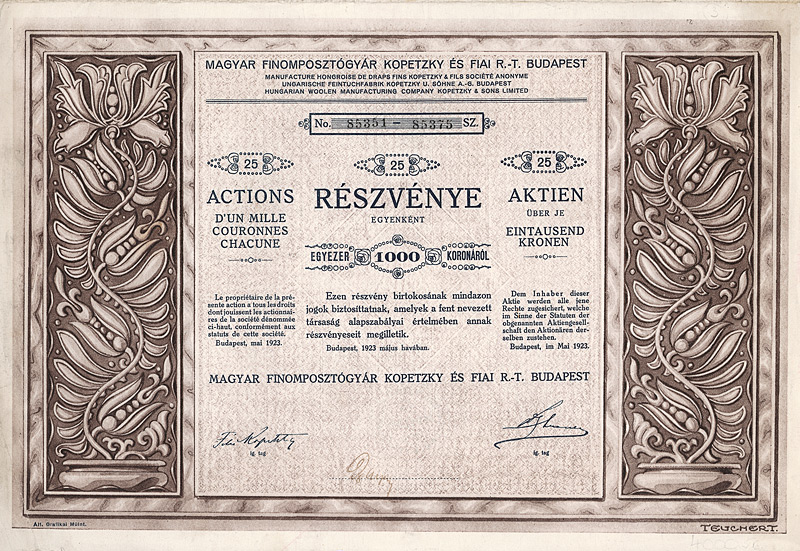 MAGYAR FINOMPOSZTÓGYÁR KOPETZKY ÉS FIAI R.-T. BUDAPEST
MANUFACTURE HONGROISE DE DRAPS FINS KOPETZKY & FILS SOCIÉTÉ ANONYME
UNGARISCHE FEINTUCHFABRIK KOPETZKY U. SÖHNE A.-G. BUDAPEST
HUNGARIAN WOOLEN MANUFACTURING COMPANY KOPETZKY & SONS LIMITED
No. 85351 - 85375 SZ.
25
ACTIONS
D'UN MILLE
COURONNES
CHACUNE
25
RÉSZVÉNYE
EGYENKÉNT
EGYEZER 1000 KORONÁRÓL
25
AKTIEN
ÜBER JE
EINTAUSEND
KRONEN
Le propriétaire de la pré-
sente action a tous les droits
dont jouissent les actionnai-
res de la société dénommée
ci-haut, conformément aux
statuts de cette société.
Budapest, mai 1923.
Ezen részvény birtokosának mindazon
jogok biztosíttatnak, amelyek a fent nevezett
társaság alapszabályai értelmében annak
részvényeseit megilletik.
Budapest, 1923 május havában.
Dem Inhaber dieser
Aktie werden alle jene
Rechte zugesichert, welche
im Sinne der Statuten der
obgenannten Aktiengesell-
schaft den Aktionären der-
selben zustehen.
Budapest, im Mai 1923.
MAGYAR FINOMPOSZTÓGYÁR KOPETZKY ÉS FIAI R.-T. BUDAPEST
Kopetzky
ig. tag
ig. tag
Ált. Grafikai Müint.
TEUCHERT.